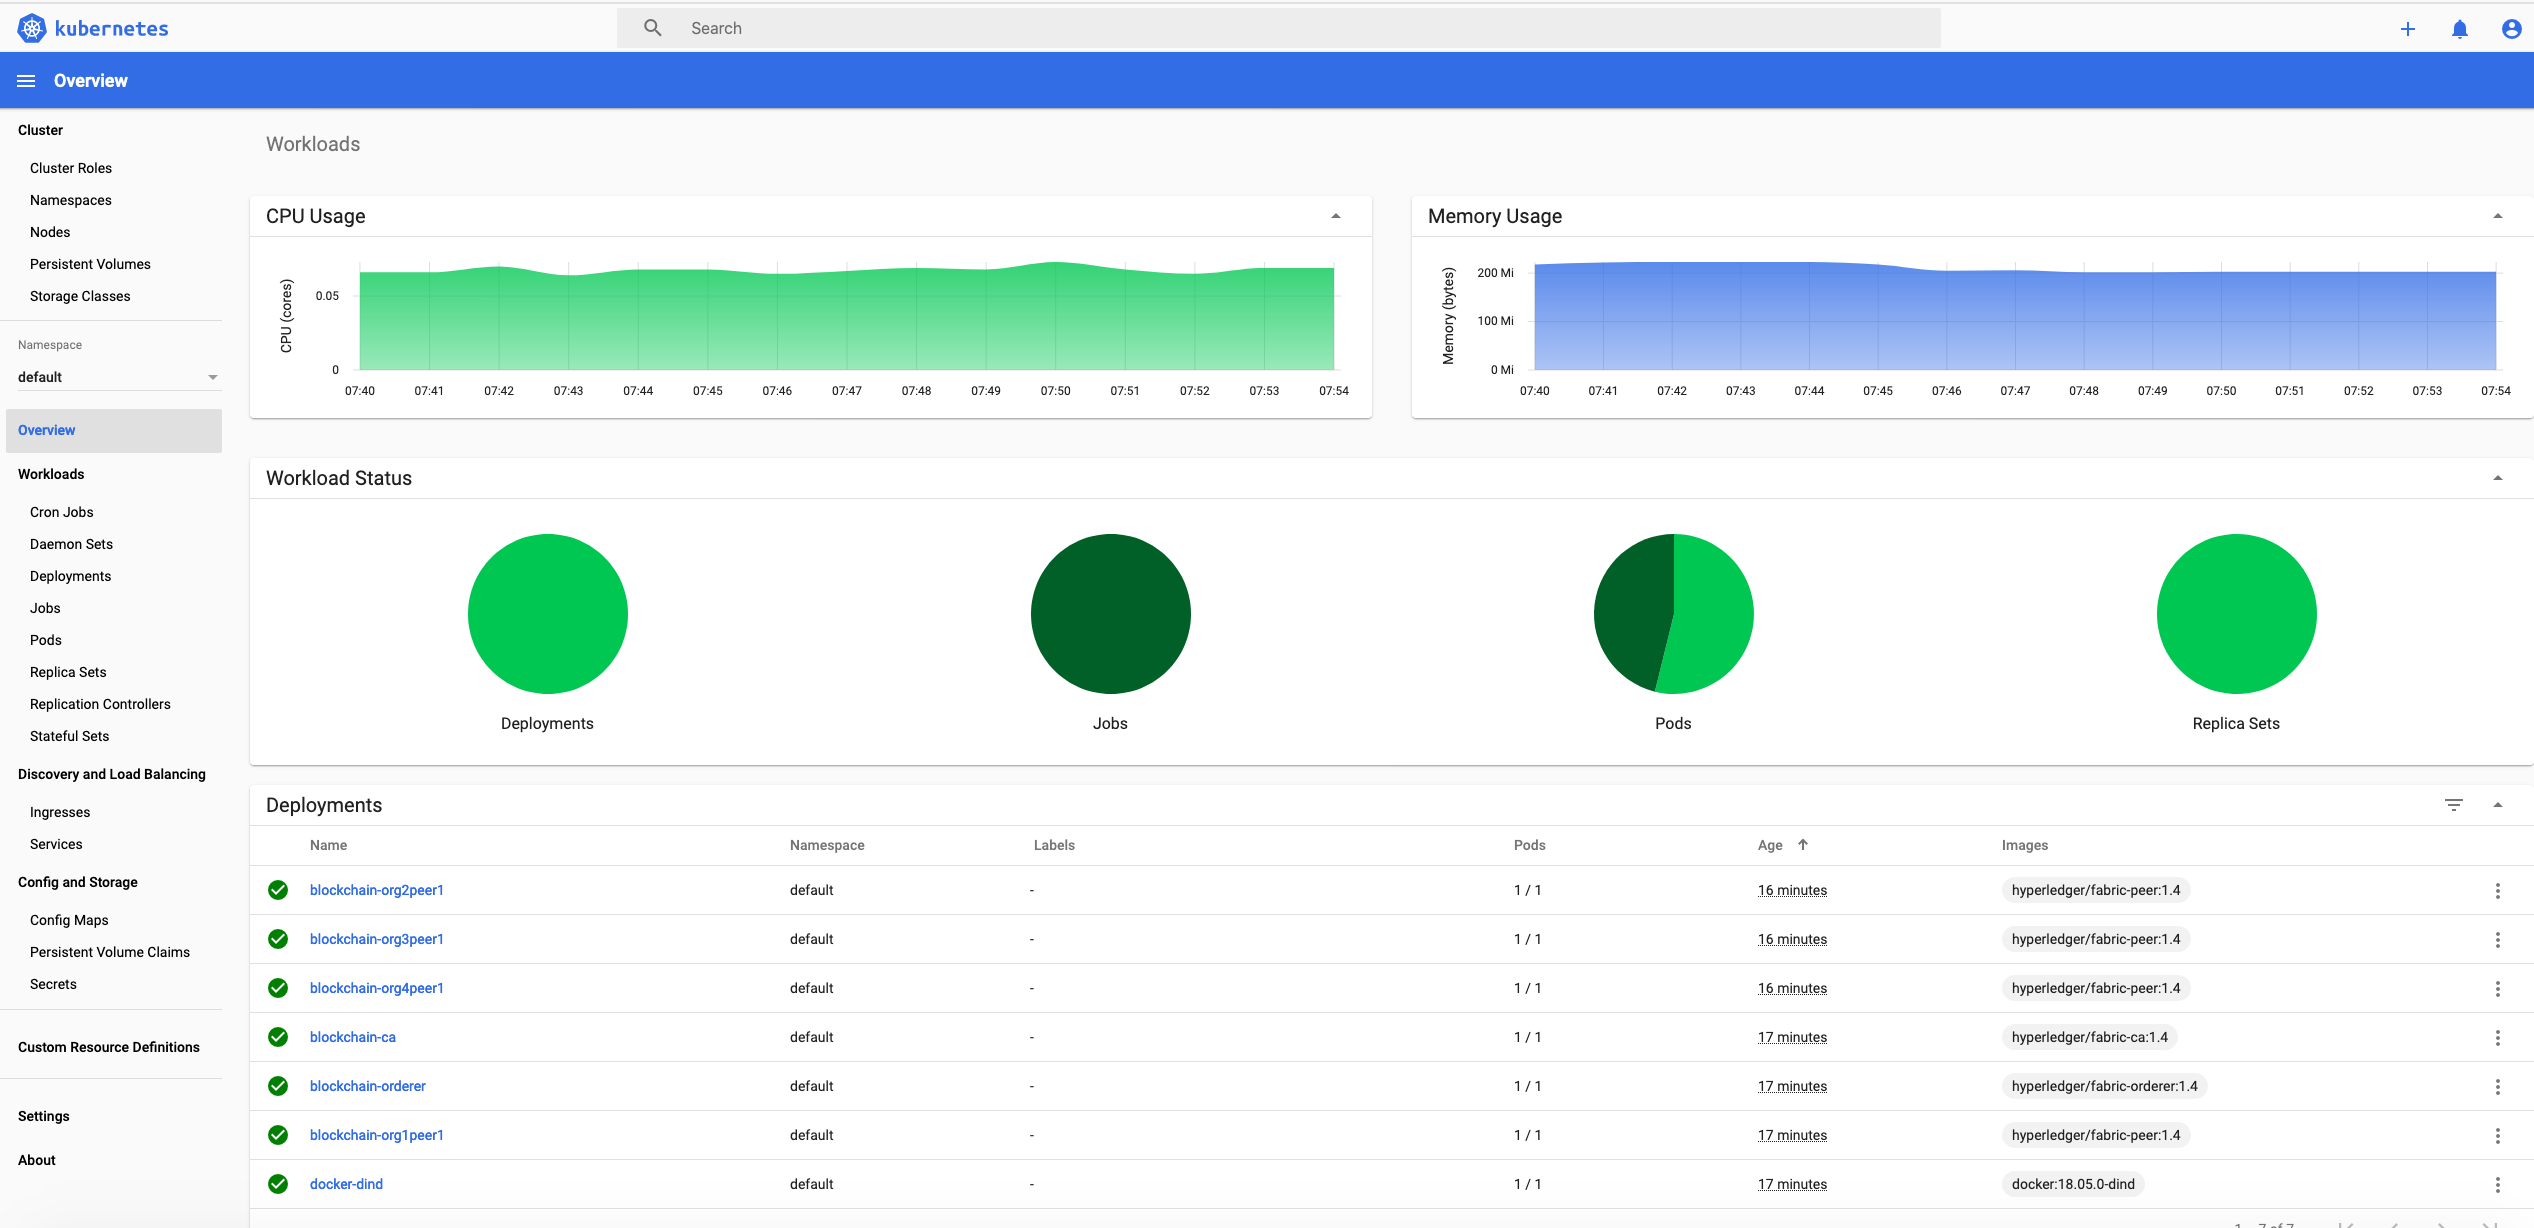 kubernetes
Search
Overview
Cluster
Cluster Roles
Namespaces
Nodes
Persistent Volumes
Storage Classes
Namespace
default
Overview
Workloads
Cron Jobs
Daemon Sets
Deployments
Jobs
Pods
Replica Sets
Replication Controllers
Stateful Sets
Discovery and Load Balancing
Ingresses
Services
Config and Storage
Config Maps
Persistent Volume Claims
Secrets
Custom Resource Definitions
Settings
About
Workloads
CPU Usage
CPU (cores)
0.05
0
07:40 07:41 07:42 07:43 07:44 07:45 07:46 07:47 07:48 07:49 07:50 07:51 07:52 07:53 07:54
Memory Usage
Memory (bytes)
200 Mi
100 Mi
0 Mi
07:40 07:41 07:42 07:43 07:44 07:45 07:46 07:47 07:48 07:49 07:50 07:51 07:52 07:53 07:54
Workload Status
Deployments Jobs Pods Replica Sets
Deployments
Name Namespace Labels Pods Age Images
blockchain-org2peer1 default - 1 / 1 16 minutes hyperledger/fabric-peer:1.4
blockchain-org3peer1 default - 1 / 1 16 minutes hyperledger/fabric-peer:1.4
blockchain-org4peer1 default - 1 / 1 16 minutes hyperledger/fabric-peer:1.4
blockchain-ca default - 1 / 1 17 minutes hyperledger/fabric-ca:1.4
blockchain-orderer default - 1 / 1 17 minutes hyperledger/fabric-orderer:1.4
blockchain-org1peer1 default - 1 / 1 17 minutes hyperledger/fabric-peer:1.4
docker-dind default - 1 / 1 17 minutes docker:18.05.0-dind